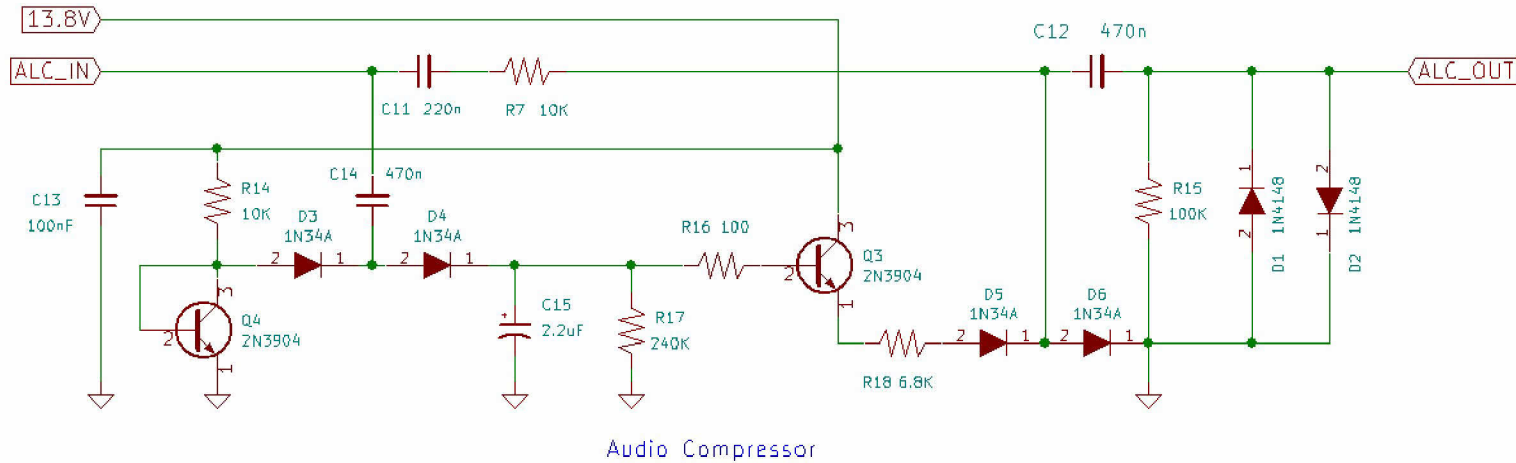 13.8V
C12 470n
ALC_IN
ALC_OUT
C11 220n
R7 10K
C13
100nF
R14
10K
C14 470n
D3
1N34A
2 1
D4
1N34A
2 1
R16 100
3
2
1
Q3
2N3904
R15
100K
1
2
D1 1N4148
2
1
D2 1N4148
3
2
1
Q4
2N3904
C15
+
2.2uF
R17
240K
R18 6.8K
D5
1N34A
2 1
D6
1N34A
2 1
Audio Compressor